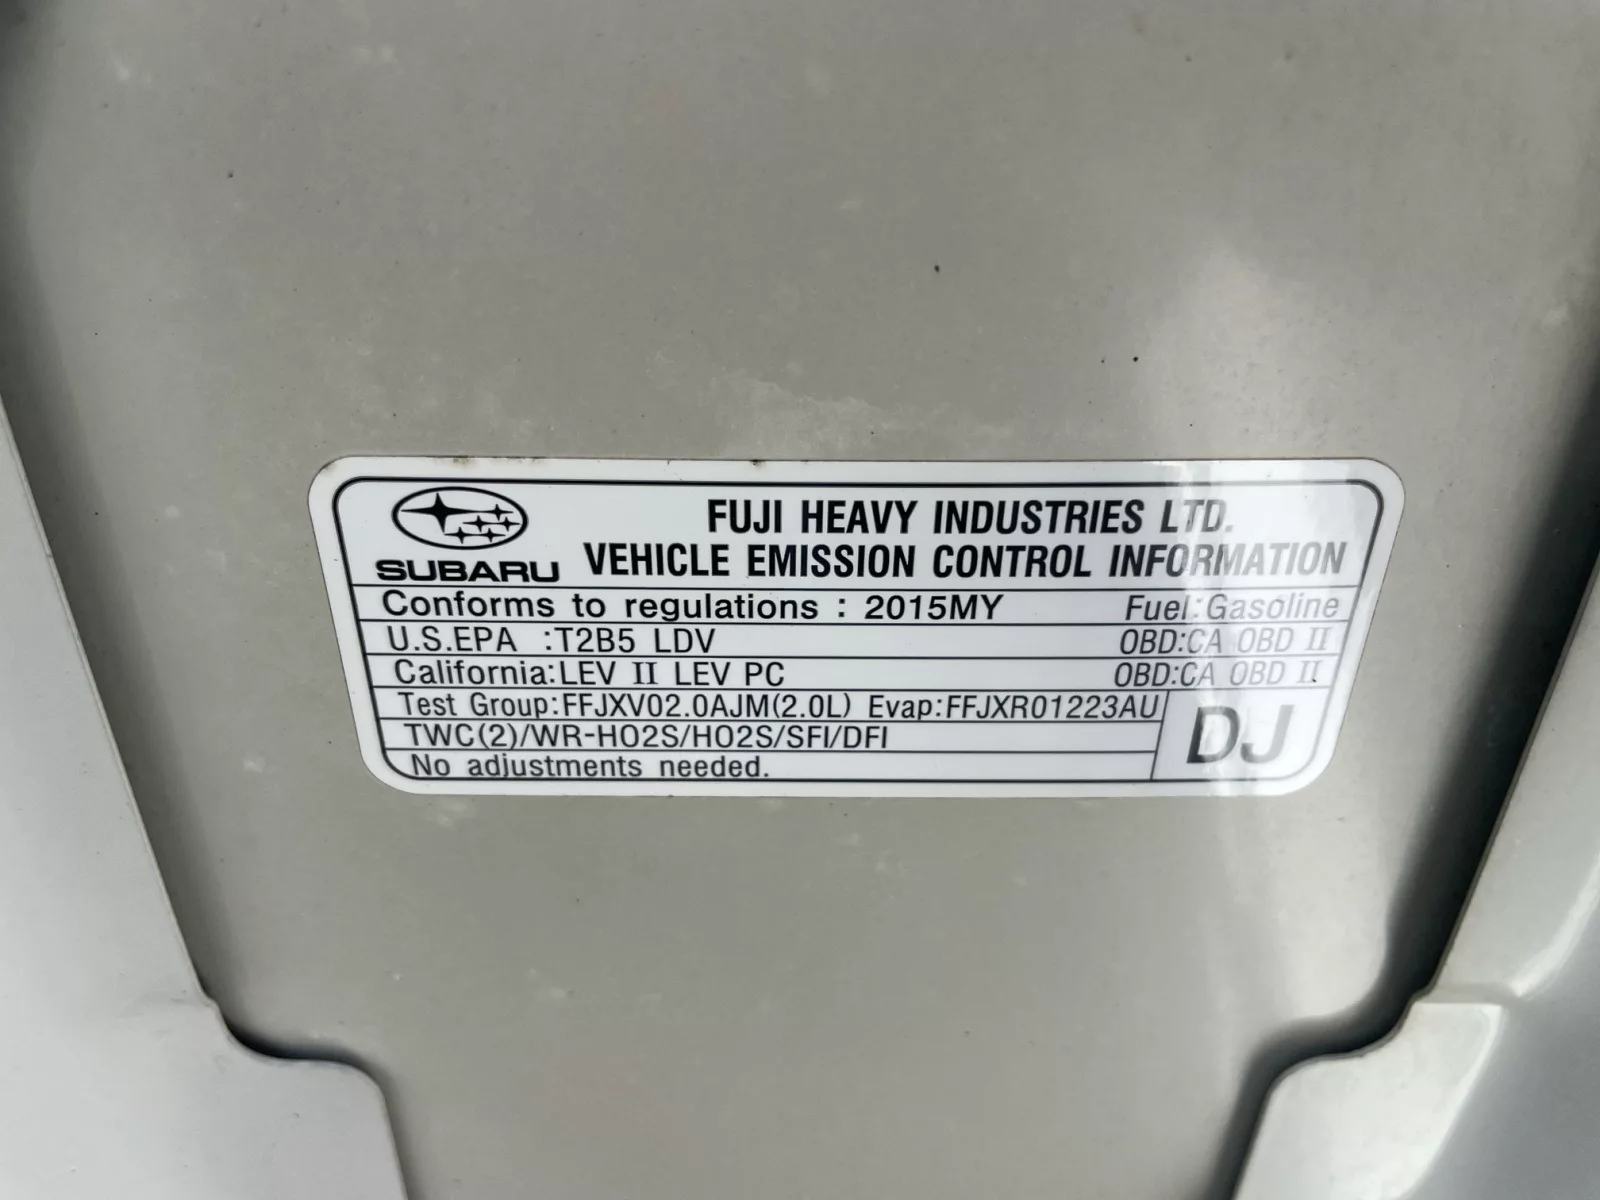 FUJI HEAVY INDUSTRIES LTD.
SUBARU VEHICLE EMISSION CONTROL INFORMATION
Conforms to regulations : 2015MY Fuel:Gasoline
U.S.EPA :T2B5 LDV OBD:CA OBD II
California:LEV II LEV PC OBD:CA OBD II
Test Group:FFJXV02.0AJM(2.0L) Evap:FFJXR01223AU
TWC(2)/WR-HO2S/HO2S/SFI/DFI
No adjustments needed.
DJ